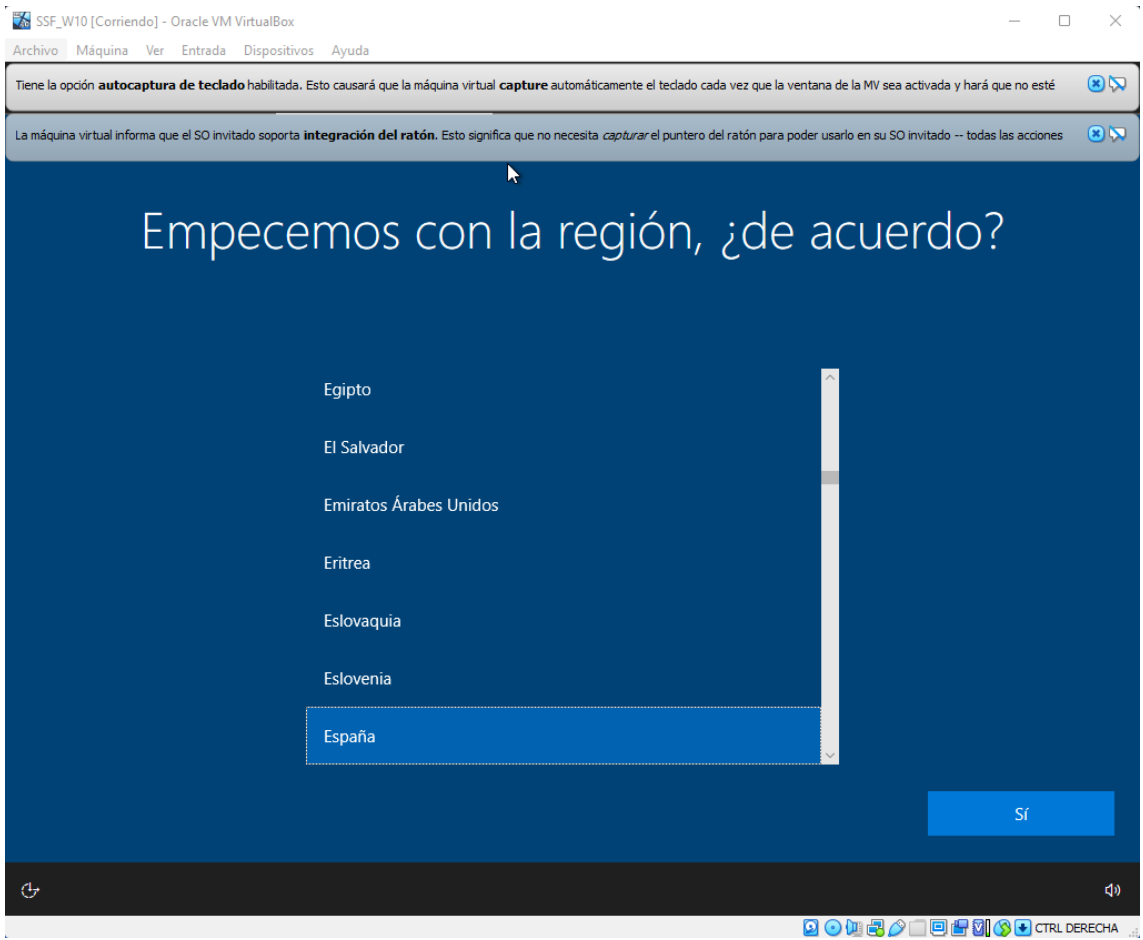 SSF_W10 [Corriendo] - Oracle VM VirtualBox
Archivo Máquina Ver Entrada Dispositivos Ayuda
Tiene la opción autocaptura de teclado habilitada. Esto causará que la máquina virtual capture automáticamente el teclado cada vez que la ventana de la MV sea activada y hará que no esté
La máquina virtual informa que el SO invitado soporta integración del ratón. Esto significa que no necesita capturar el puntero del ratón para poder usarlo en su SO invitado -- todas las acciones
Empecemos con la región, ¿de acuerdo?
Egipto
El Salvador
Emiratos Árabes Unidos
Eritrea
Eslovaquia
Eslovenia
España
Sí
CTRL DERECHA